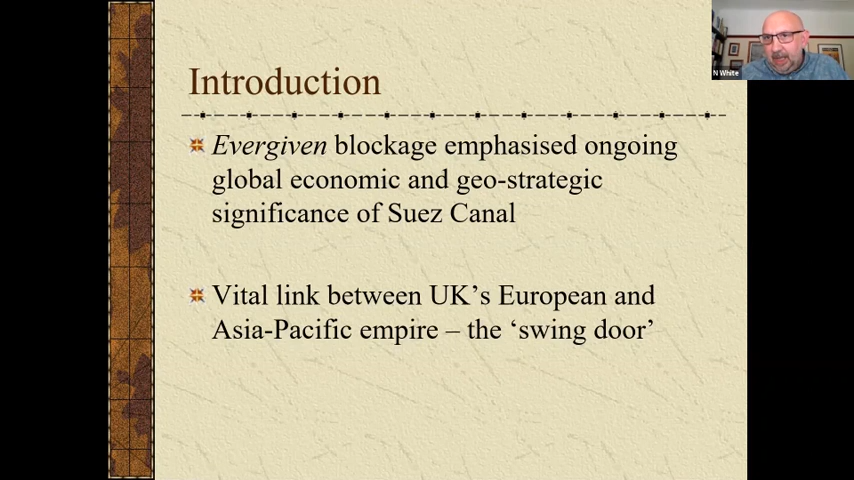 Introduction
Evergiven blockage emphasised ongoing
global economic and geo-strategic
significance of Suez Canal
Vital link between UK’s European and
Asia-Pacific empire – the ‘swing door’
N White